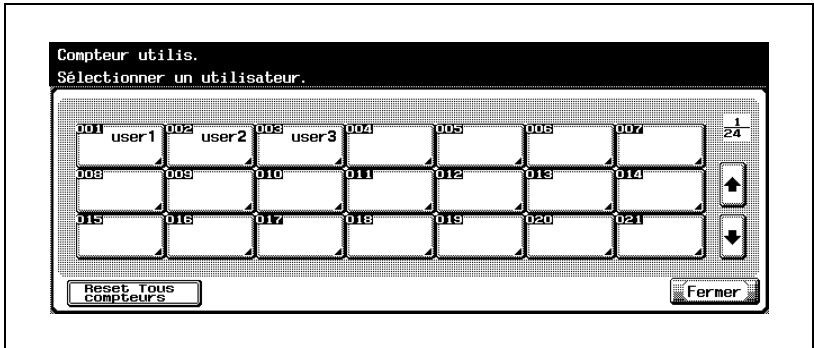 Compteur utilis.
Sélectionner un utilisateur.
001 user1 002 user2 003 user3 004 005 006 007
1
24
008 009 010 011 012 013 014
015 016 017 018 019 020 021
Reset Tous
compteurs
Fermer